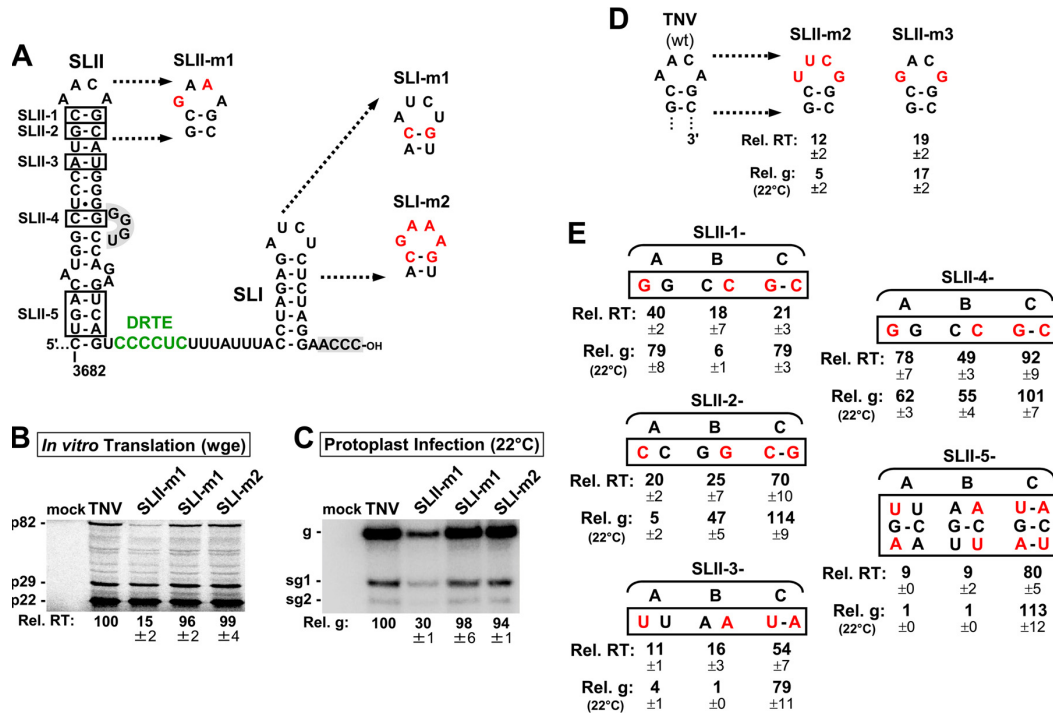 A
SLII
A C
A A
SLII-1 C - G
SLII-2 G - C
U - A
SLII-3 A - U
C - G
C - G
U • G
SLII-4 C - G
G G G U
G - C
G - C
U - A
A G
A C
C - G
A - U
SLII-5 G - C
U - A
5'... C - G U CCCCUC UUUAUUUA C - G A ACCC -OH
3682
DRTE
SLII-m1
A A
G A
C - G
G - C
SLI
U C
A C
SLI-m1
U C
A U
C - G
A U
SLI-m2
A A
G A
C - G
A U
B In vitro Translation (wge)
mock TNV SLII-m1 SLI-m1 SLI-m2
p82
p29
p22
Rel. RT: 100 15 96 99
±2 ±2 ±4
C Protoplast Infection (22°C)
mock TNV SLII-m1 SLI-m1 SLI-m2
g
sg1
sg2
Rel. g: 100 30 98 94
±1 ±6 ±1
D
TNV
(wt)
A C
A A
C - G
G - C
3'
SLII-m2
U C
U G
C - G
G - C
SLII-m3
A C
G G
C - G
G - C
Rel. RT: 12 19
±2 ±2
Rel. g: 5 17
(22°C) ±2 ±2
E
SLII-1-
A B C
G G C C G - C
Rel. RT: 40 18 21
±2 ±7 ±3
Rel. g: 79 6 79
(22°C) ±8 ±1 ±3
SLII-2-
A B C
C C G G C - G
Rel. RT: 20 25 70
±2 ±7 ±10
Rel. g: 5 47 114
(22°C) ±2 ±5 ±9
SLII-3-
A B C
U U A A U - A
Rel. RT: 11 16 54
±1 ±3 ±7
Rel. g: 4 1 79
(22°C) ±1 ±0 ±11
SLII-4-
A B C
G G C C G - C
Rel. RT: 78 49 92
±7 ±3 ±9
Rel. g: 62 55 101
(22°C) ±3 ±4 ±7
SLII-5-
A B C
U U A A U - A
G - C G - C G - C
A A U U A - U
Rel. RT: 9 9 80
±0 ±2 ±5
Rel. g: 1 1 113
(22°C) ±0 ±0 ±12